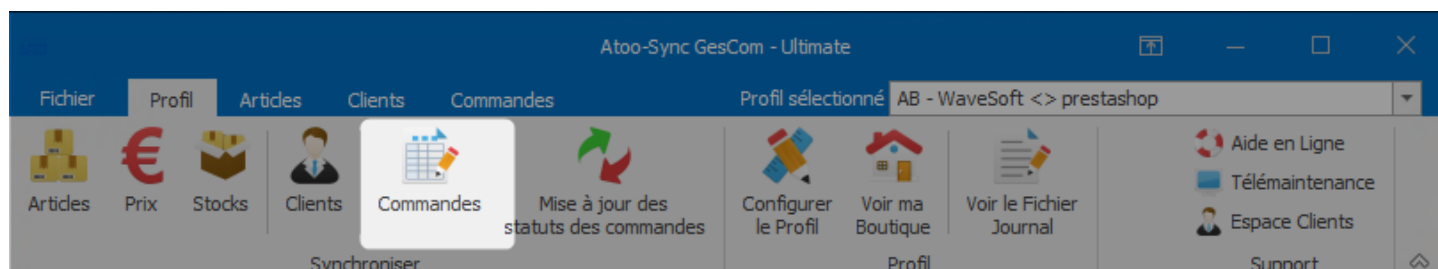 Atoo-Sync GesCom - Ultimate
Fichier Profil Articles Clients Commandes Profil sélectionné AB - WaveSoft <> prestashop
Articles Prix Stocks Clients Commandes
Mise à jour des
statuts des commandes
Configurer
le Profil
Voir ma
Boutique
Voir le Fichier
Journal
Aide en Ligne
Télémaintenance
Espace Clients
Synchroniser Profil Support